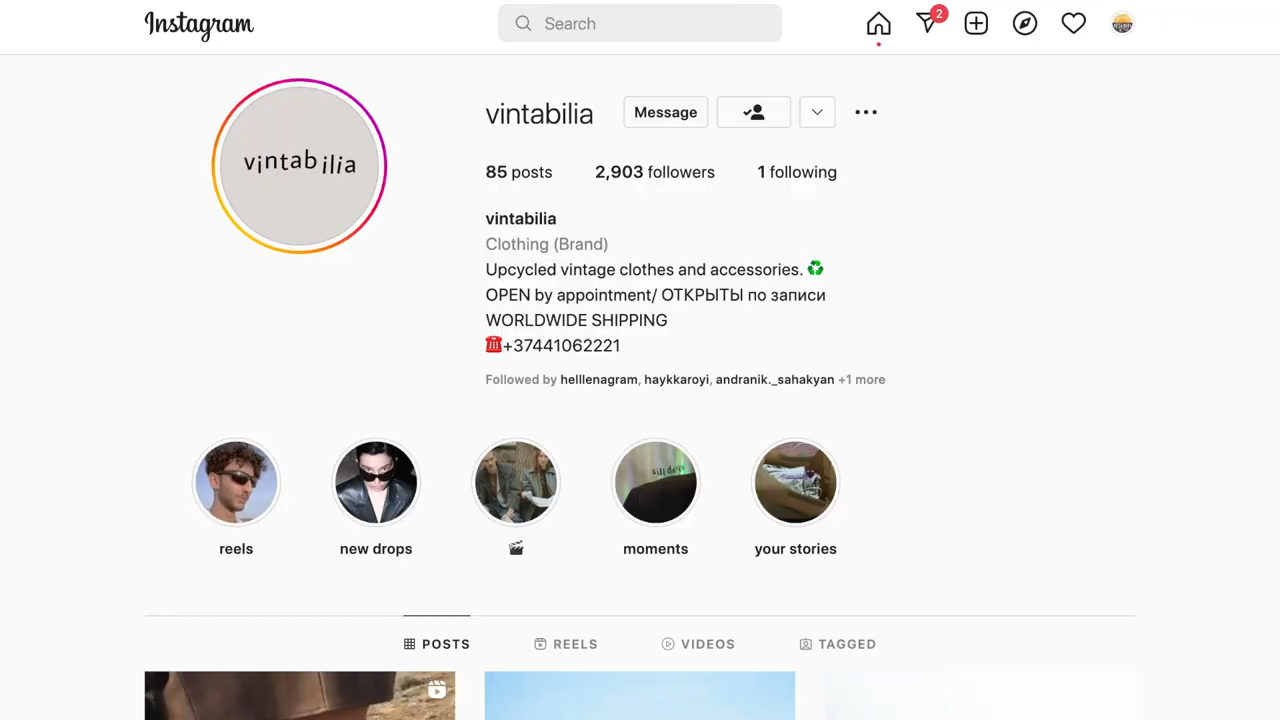 Instagram
Search
2
vintabilia
vintabilia
Message
85 posts
2,903 followers
1 following
vintabilia
Clothing (Brand)
Upcycled vintage clothes and accessories. ♻️
OPEN by appointment/ ОТКРЫТЫ по записи
WORLDWIDE SHIPPING
☎️+37441062221
Followed by helllenagram, haykkaroyi, andranik._sahakyan +1 more
reels
new drops
🎬
moments
your stories
POSTS
REELS
VIDEOS
TAGGED